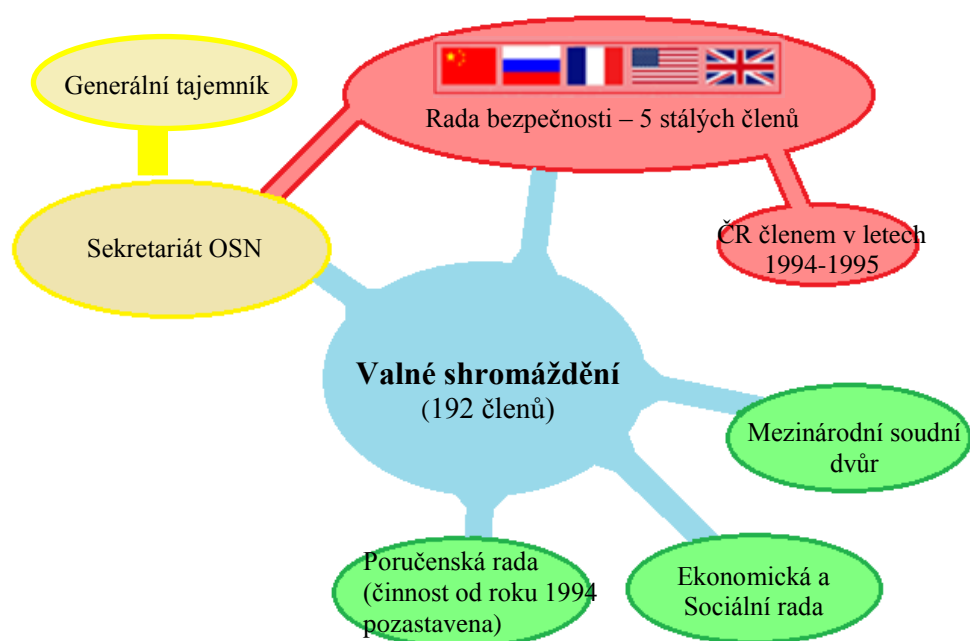 Generální tajemník
Rada bezpečnosti – 5 stálých členů
Sekretariát OSN
ČR členem v letech
1994-1995
Valné shromáždění
(192 členů)
Mezinárodní soudní
dvůr
Poručenská rada
(činnost od roku 1994
pozastavena)
Ekonomická a
Sociální rada